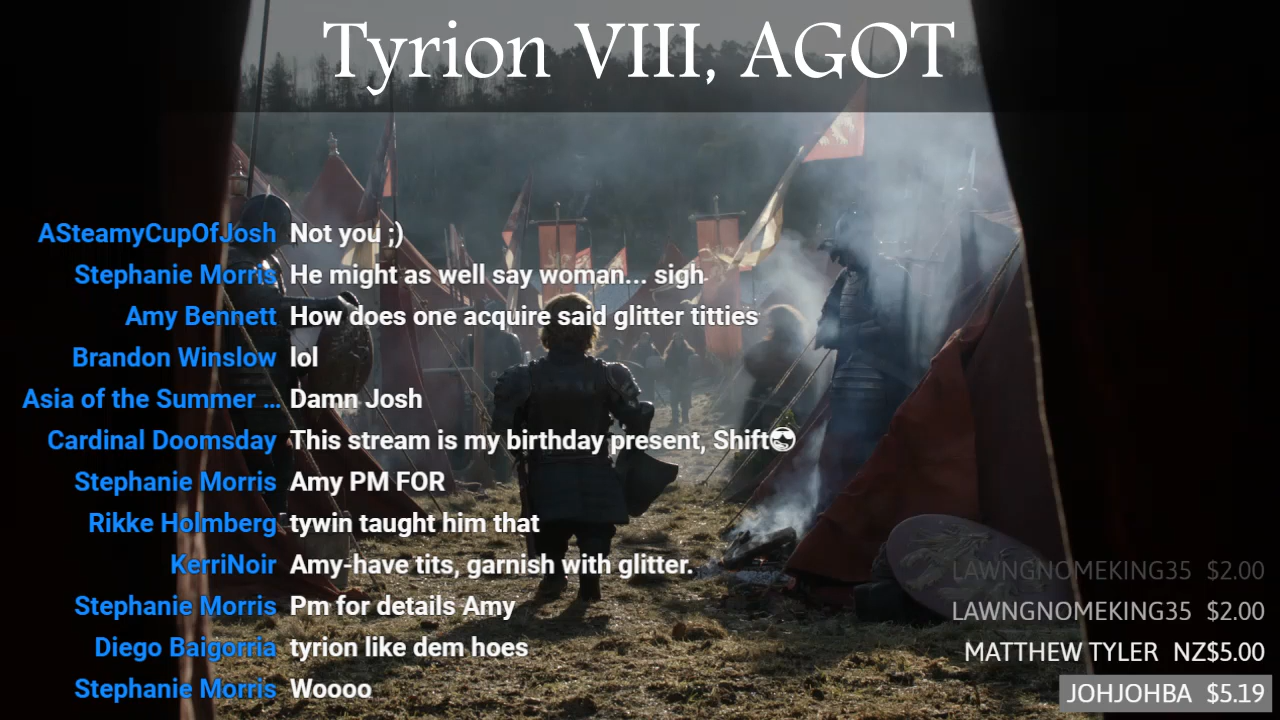 Tyrion VIII, AGOT
ASteamyCupOfJosh Not you ;)
Stephanie Morris He might as well say woman... sigh
Amy Bennett How does one acquire said glitter titties
Brandon Winslow lol
Asia of the Summer ... Damn Josh
Cardinal Doomsday This stream is my birthday present, Shift😎
Stephanie Morris Amy PM FOR
Rikke Holmberg tywin taught him that
KerriNoir Amy-have tits, garnish with glitter.
Stephanie Morris Pm for details Amy
Diego Baigorria tyrion like dem hoes
Stephanie Morris Woooo
LAWNGNOMEKING35 $2.00
LAWNGNOMEKING35 $2.00
MATTHEW TYLER NZ$5.00
JOHJOHBA $5.19